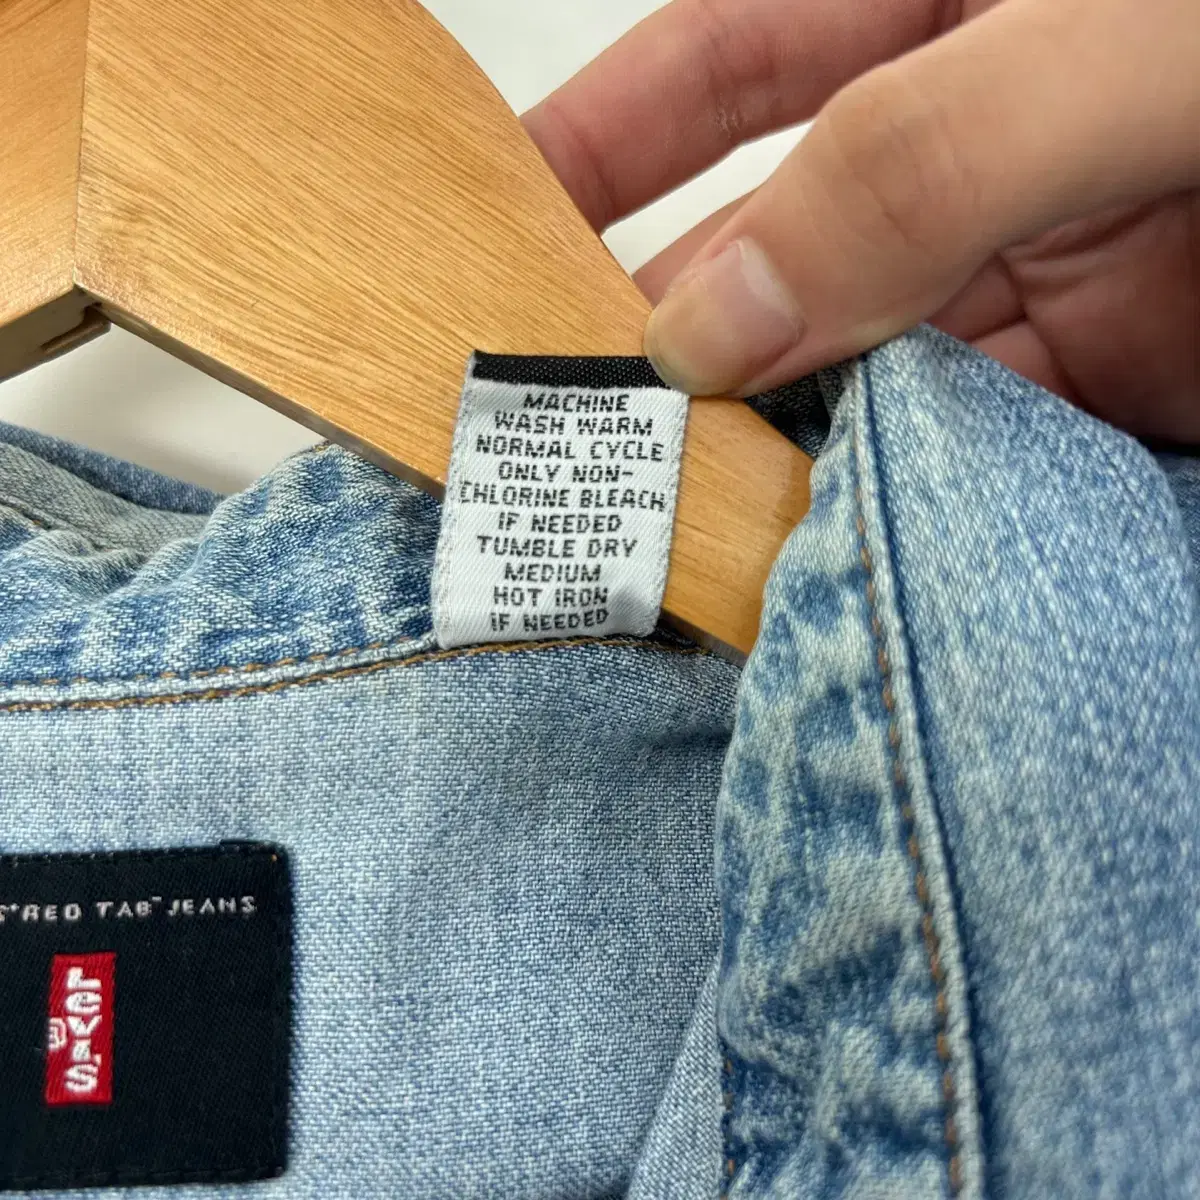 MACHINE
WASH WARM
NORMAL CYCLE
ONLY NON-
CHLORINE BLEACH
IF NEEDED
TUMBLE DRY
MEDIUM
HOT IRON
IF NEEDED
"RED TAB"™ JEANS
LEVI'S
®